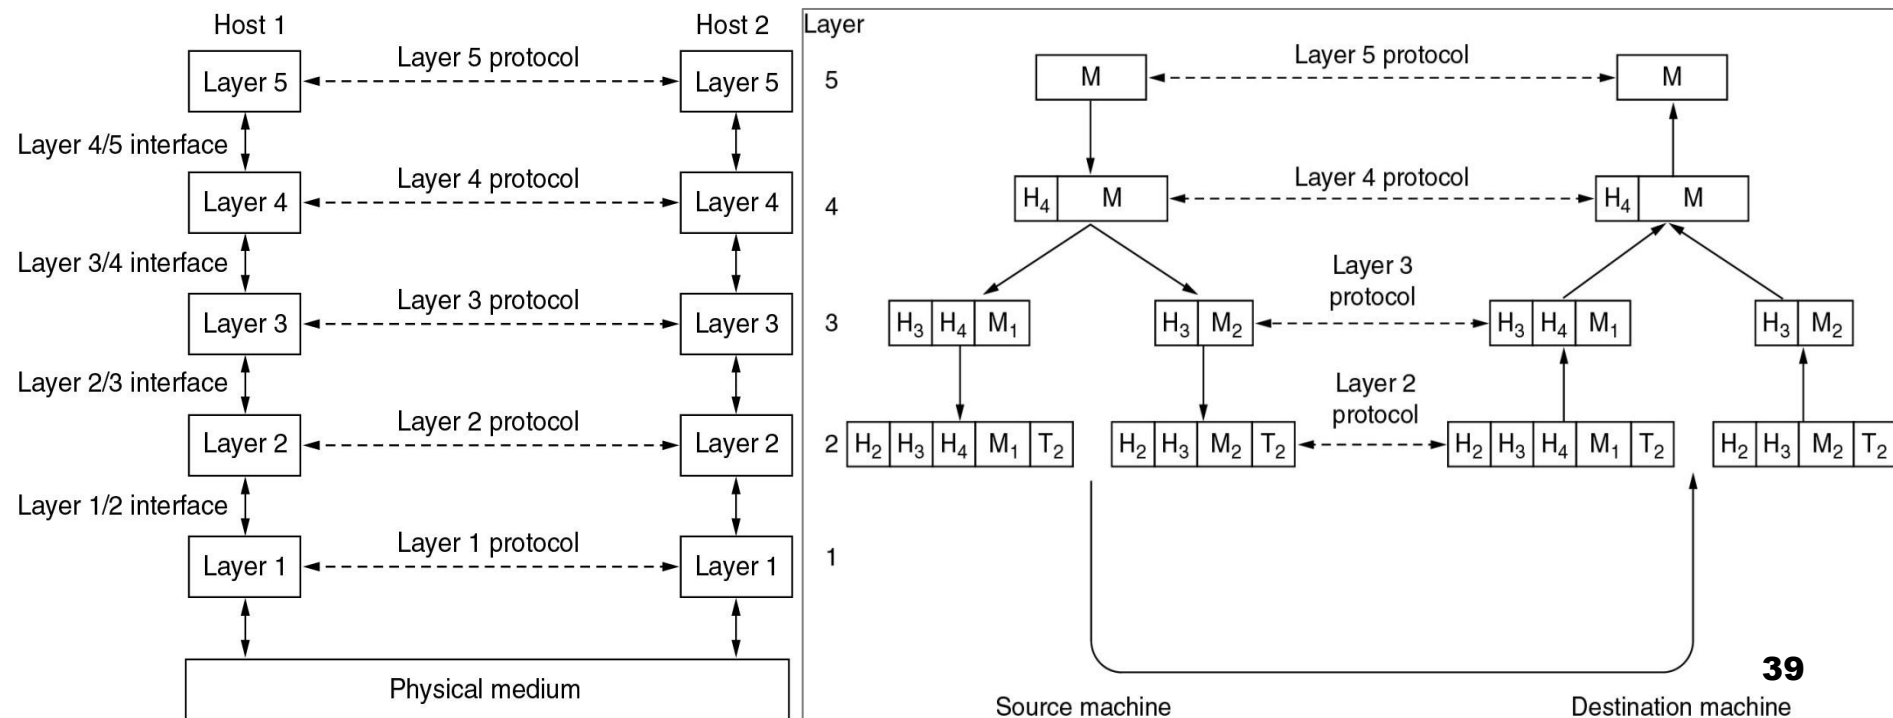 Host 1
Host 2
Layer 5 protocol
Layer 5
Layer 5
Layer 4/5 interface
Layer 4 protocol
Layer 4
Layer 4
Layer 3/4 interface
Layer 3 protocol
Layer 3
Layer 3
Layer 2/3 interface
Layer 2 protocol
Layer 2
Layer 2
Layer 1/2 interface
Layer 1 protocol
Layer 1
Layer 1
Physical medium
Layer
5
M
Layer 5 protocol
M
4
H4 M
Layer 4 protocol
H4 M
Layer 3
protocol
3
H3 H4 M1
H3 M2
H3 H4 M1
H3 M2
Layer 2
protocol
2
H2 H3 H4 M1 T2
H2 H3 M2 T2
H2 H3 H4 M1 T2
H2 H3 M2 T2
1
39
Source machine
Destination machine